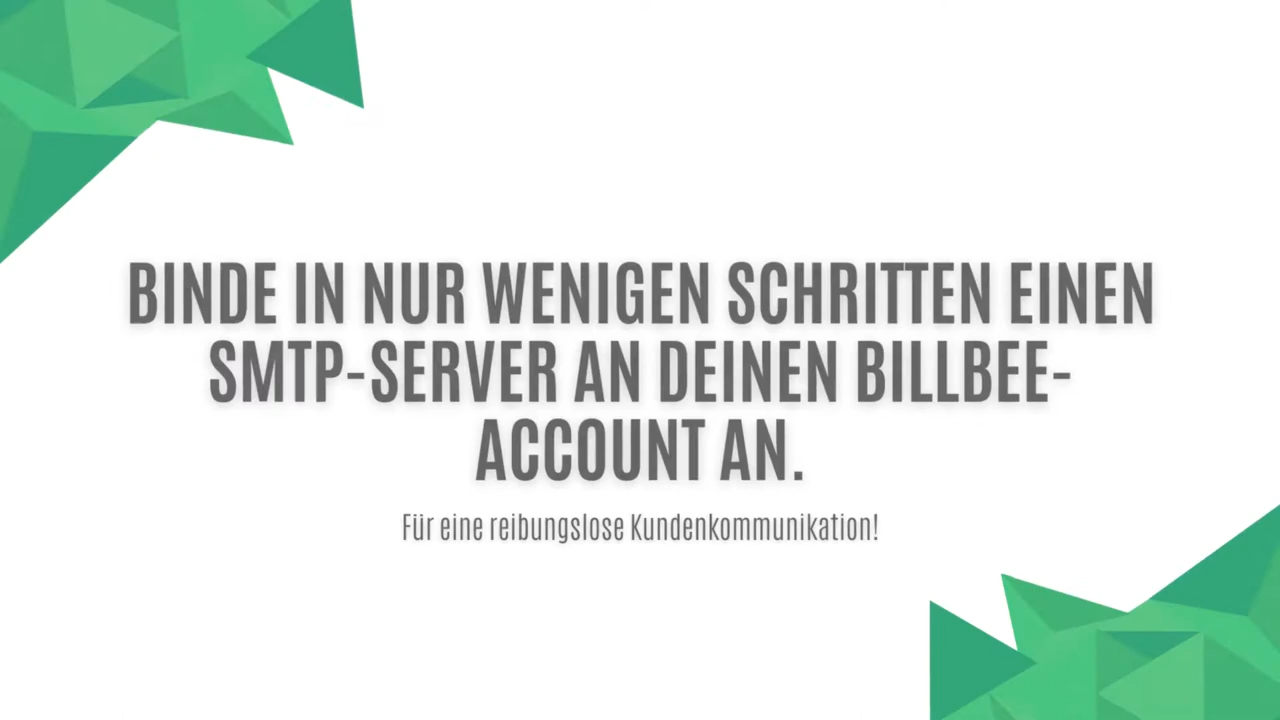 BINDE IN NUR WENIGEN SCHRITTEN EINEN
SMTP-SERVER AN DEINEN BILLBEE-
ACCOUNT AN.
Für eine reibungslose Kundenkommunikation!